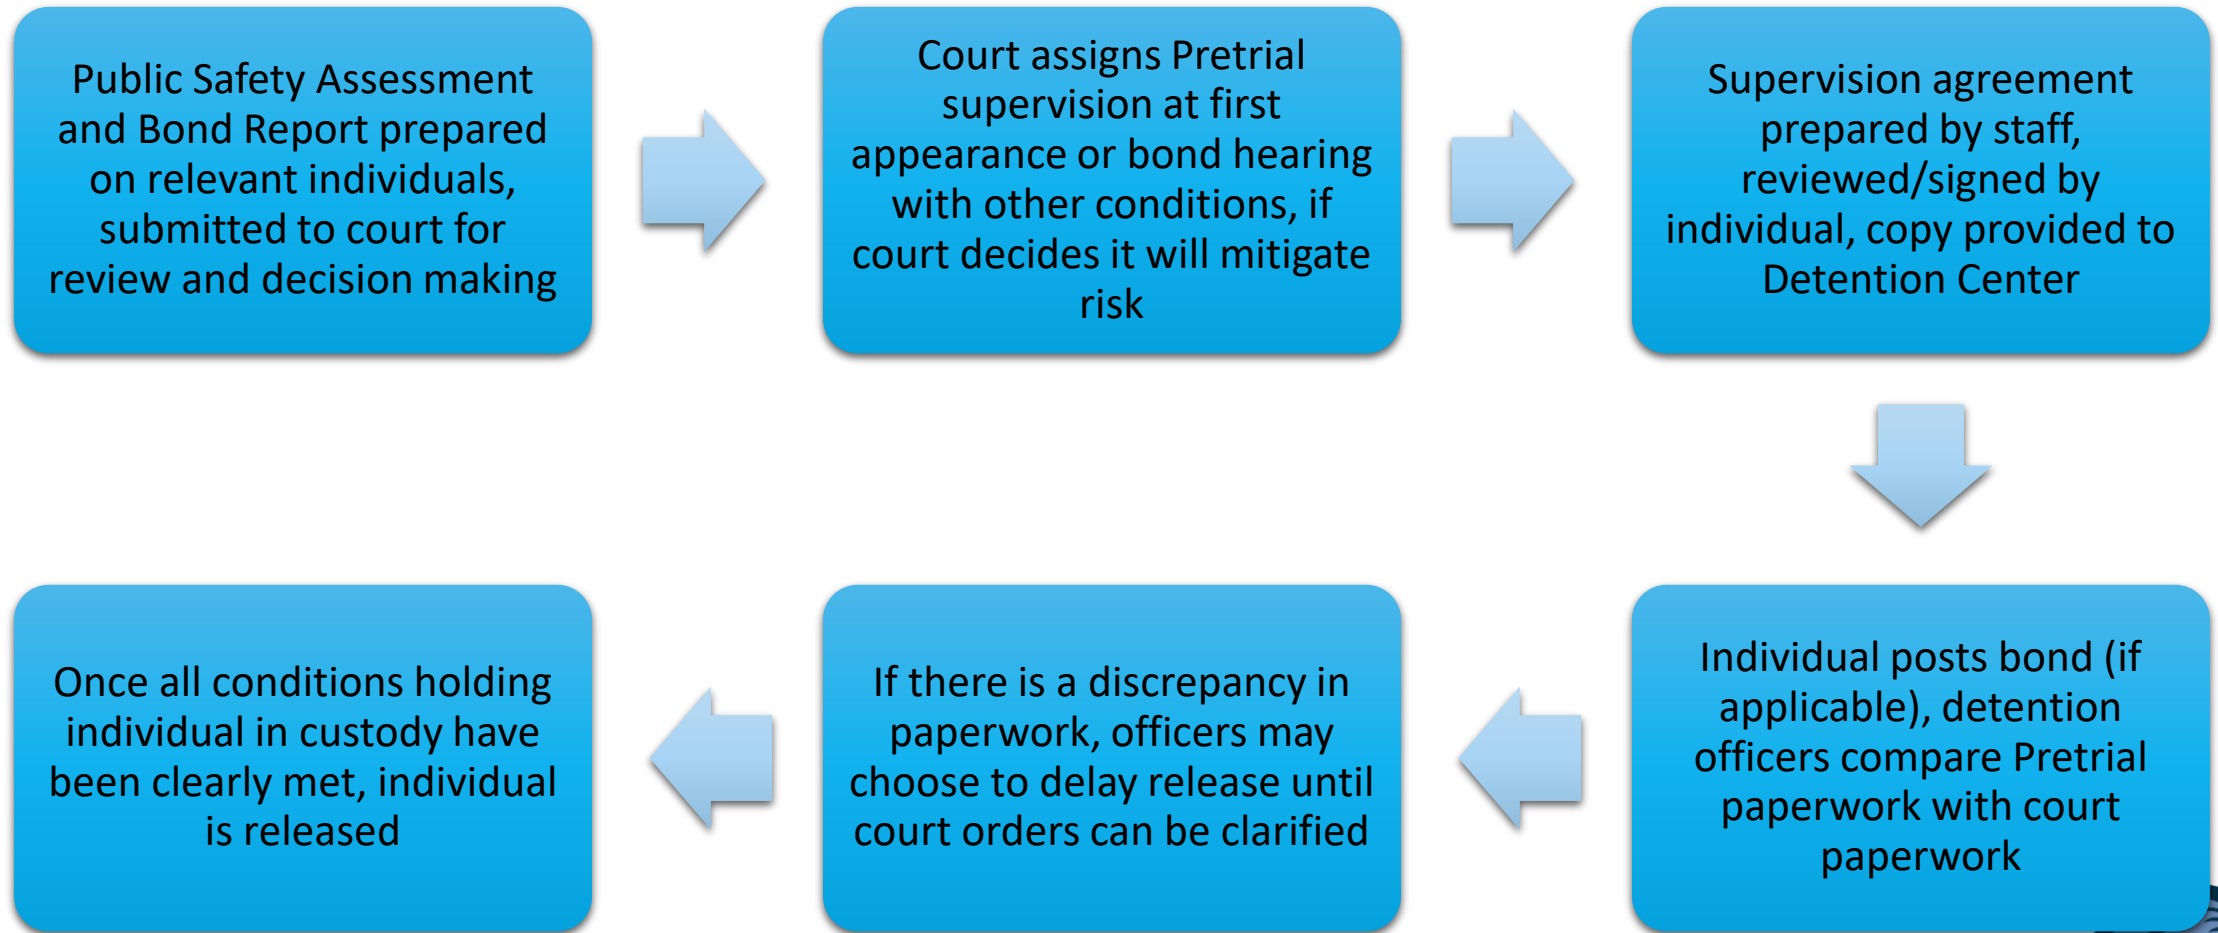 Public Safety Assessment
and Bond Report prepared
on relevant individuals,
submitted to court for
review and decision making
Court assigns Pretrial
supervision at first
appearance or bond hearing
with other conditions, if
court decides it will mitigate
risk
Supervision agreement
prepared by staff,
reviewed/signed by
individual, copy provided to
Detention Center
Individual posts bond (if
applicable), detention
officers compare Pretrial
paperwork with court
paperwork
If there is a discrepancy in
paperwork, officers may
choose to delay release until
court orders can be clarified
Once all conditions holding
individual in custody have
been clearly met, individual
is released